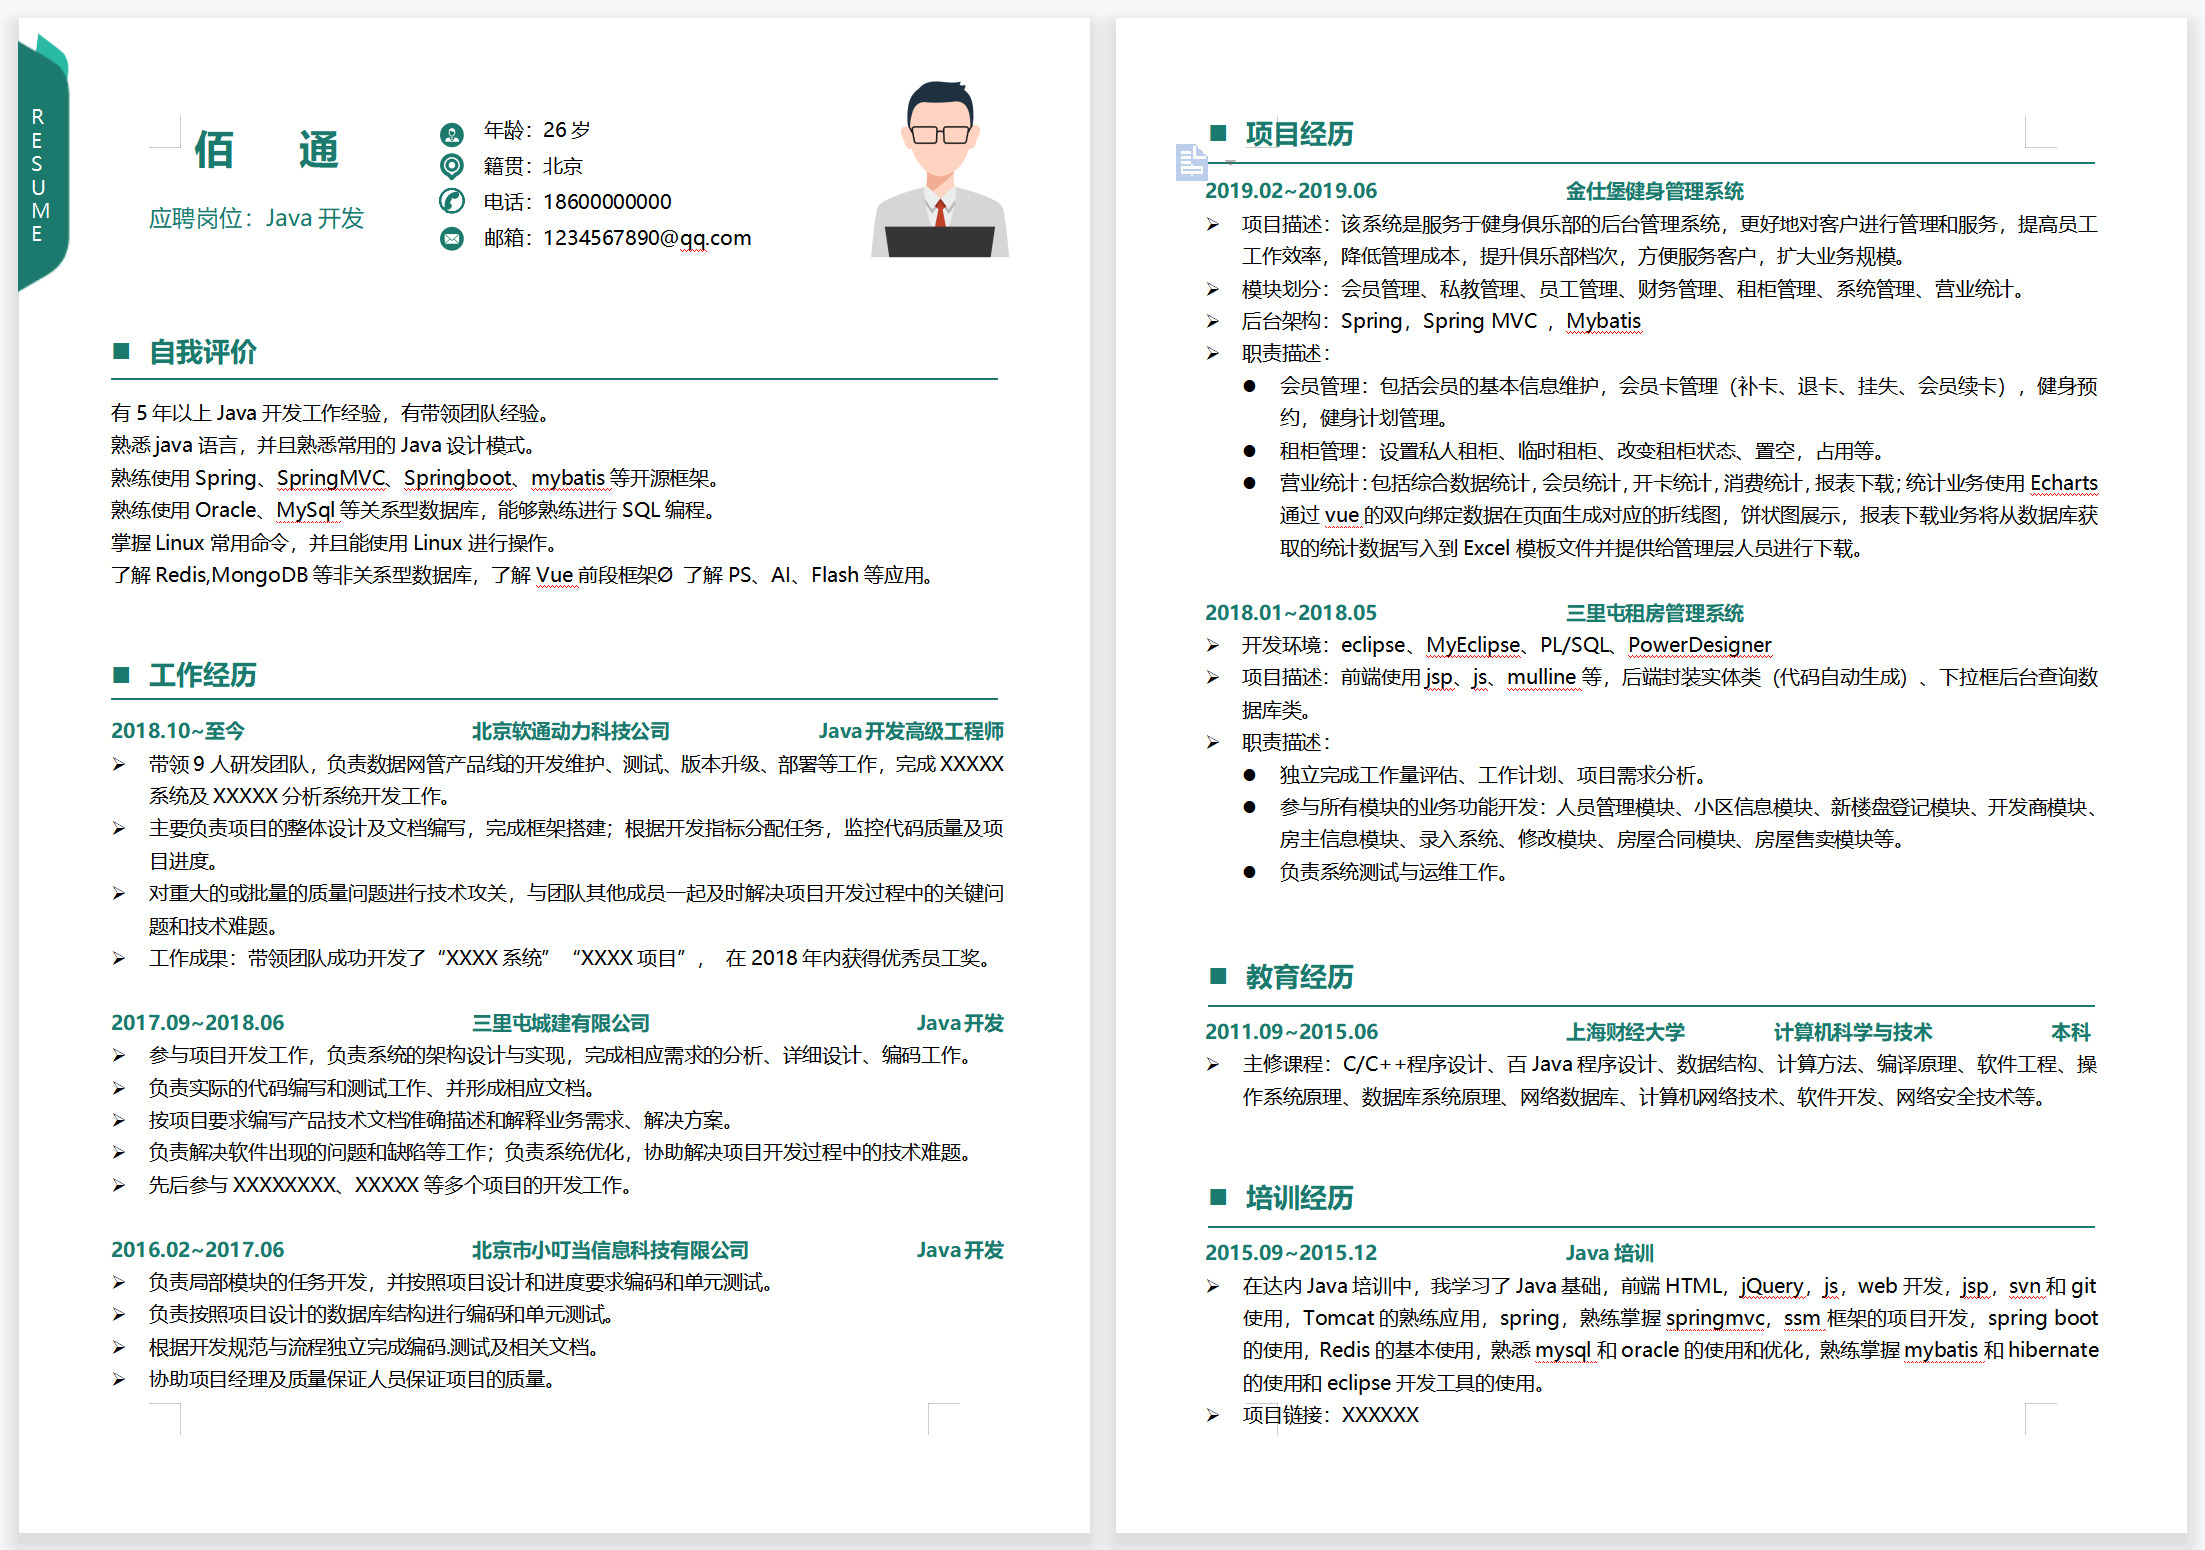 RESUME
佰 通
应聘岗位：Java 开发
年龄：26 岁
籍贯：北京
电话：18600000000
邮箱：1234567890@qq.com
自我评价
有 5 年以上 Java 开发工作经验，有带领团队经验。
熟悉 java 语言，并且熟悉常用的 Java 设计模式。
熟练使用 Spring、SpringMVC、Springboot、mybatis 等开源框架。
熟练使用 Oracle、MySql 等关系型数据库，能够熟练进行 SQL 编程。
掌握 Linux 常用命令，并且能使用 Linux 进行操作。
了解 Redis,MongoDB 等非关系型数据库，了解 Vue 前段框架Ø 了解 PS、AI、Flash 等应用。
工作经历
2018.10~至今 北京软通动力科技公司 Java 开发高级工程师
➢ 带领 9 人研发团队，负责数据网管产品线的开发维护、测试、版本升级、部署等工作，完成 XXXXX
系统及 XXXXX 分析系统开发工作。
➢ 主要负责项目的整体设计及文档编写，完成框架搭建；根据开发指标分配任务，监控代码质量及项
目进度。
➢ 对重大的或批量的质量问题进行技术攻关，与团队其他成员一起及时解决项目开发过程中的关键问
题和技术难题。
➢ 工作成果：带领团队成功开发了“XXXX 系统”“XXXX 项目”， 在 2018 年内获得优秀员工奖。
2017.09~2018.06 三里屯城建有限公司 Java 开发
➢ 参与项目开发工作，负责系统的架构设计与实现，完成相应需求的分析、详细设计、编码工作。
➢ 负责实际的代码编写和测试工作、并形成相应文档。
➢ 按项目要求编写产品技术文档准确描述和解释业务需求、解决方案。
➢ 负责解决软件出现的问题和缺陷等工作；负责系统优化，协助解决项目开发过程中的技术难题。
➢ 先后参与 XXXXXXXX、XXXXX 等多个项目的开发工作。
2016.02~2017.06 北京市小叮当信息科技有限公司 Java 开发
➢ 负责局部模块的任务开发，并按照项目设计和进度要求编码和单元测试。
➢ 负责按照项目设计的数据库结构进行编码和单元测试。
➢ 根据开发规范与流程独立完成编码.测试及相关文档。
➢ 协助项目经理及质量保证人员保证项目的质量。
项目经历
2019.02~2019.06 金仕堡健身管理系统
➢ 项目描述：该系统是服务于健身俱乐部的后台管理系统，更好地对客户进行管理和服务，提高员工
工作效率，降低管理成本，提升俱乐部档次，方便服务客户，扩大业务规模。
➢ 模块划分：会员管理、私教管理、员工管理、财务管理、租柜管理、系统管理、营业统计。
➢ 后台架构：Spring，Spring MVC ，Mybatis
➢ 职责描述：
● 会员管理：包括会员的基本信息维护，会员卡管理（补卡、退卡、挂失、会员续卡），健身预
约，健身计划管理。
● 租柜管理：设置私人租柜、临时租柜、改变租柜状态、置空，占用等。
● 营业统计：包括综合数据统计，会员统计，开卡统计，消费统计，报表下载；统计业务使用 Echarts
通过 vue 的双向绑定数据在页面生成对应的折线图，饼状图展示，报表下载业务将从数据库获
取的统计数据写入到 Excel 模板文件并提供给管理层人员进行下载。
2018.01~2018.05 三里屯租房管理系统
➢ 开发环境：eclipse、MyEclipse、PL/SQL、PowerDesigner
➢ 项目描述：前端使用 jsp、js、mulline 等，后端封装实体类（代码自动生成）、下拉框后台查询数
据库类。
➢ 职责描述：
● 独立完成工作量评估、工作计划、项目需求分析。
● 参与所有模块的业务功能开发：人员管理模块、小区信息模块、新楼盘登记模块、开发商模块、
房主信息模块、录入系统、修改模块、房屋合同模块、房屋售卖模块等。
● 负责系统测试与运维工作。
教育经历
2011.09~2015.06 上海财经大学 计算机科学与技术 本科
➢ 主修课程：C/C++程序设计、百 Java 程序设计、数据结构、计算方法、编译原理、软件工程、操
作系统原理、数据库系统原理、网络数据库、计算机网络技术、软件开发、网络安全技术等。
培训经历
2015.09~2015.12 Java 培训
➢ 在达内 Java 培训中，我学习了 Java 基础，前端 HTML，jQuery，js，web 开发，jsp，svn 和 git
使用，Tomcat 的熟练应用，spring，熟练掌握 springmvc，ssm 框架的项目开发，spring boot
的使用，Redis 的基本使用，熟悉 mysql 和 oracle 的使用和优化，熟练掌握 mybatis 和 hibernate
的使用和 eclipse 开发工具的使用。
➢ 项目链接：XXXXXX